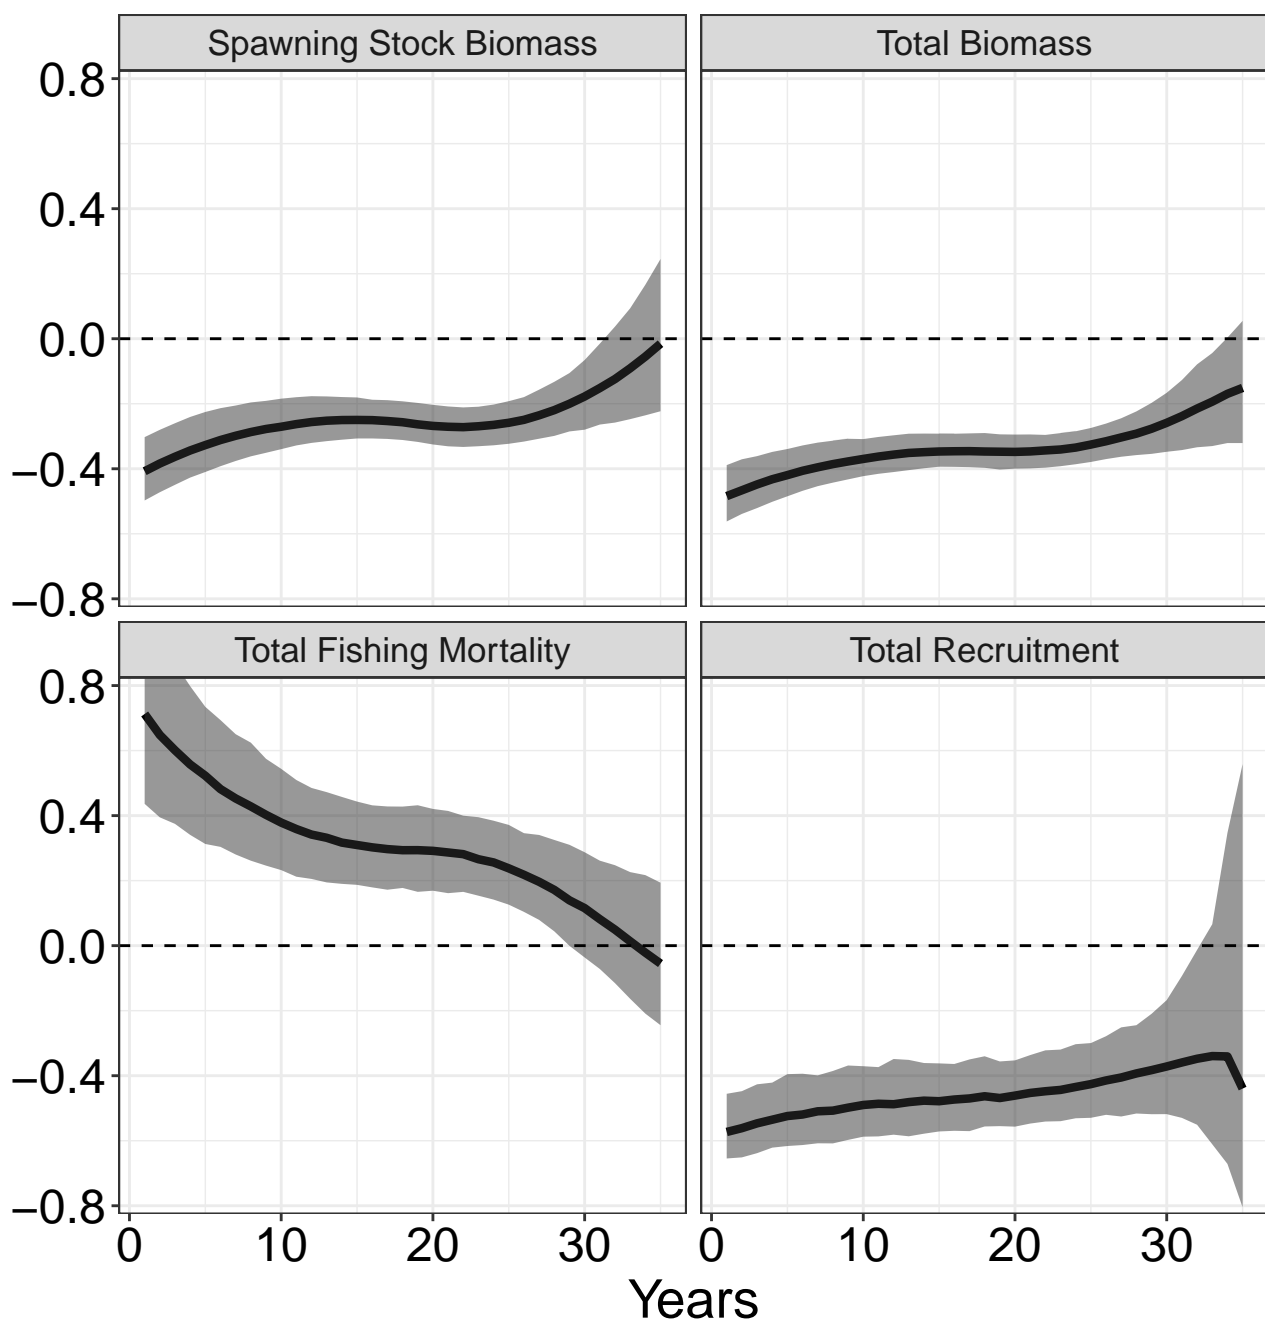 Spawning Stock Biomass
Total Biomass
0.8
0.4
0.0
−0.4
−0.8
Total Fishing Mortality
Total Recruitment
0.8
0.4
0.0
−0.4
−0.8
0 10 20 30
0 10 20 30
Years